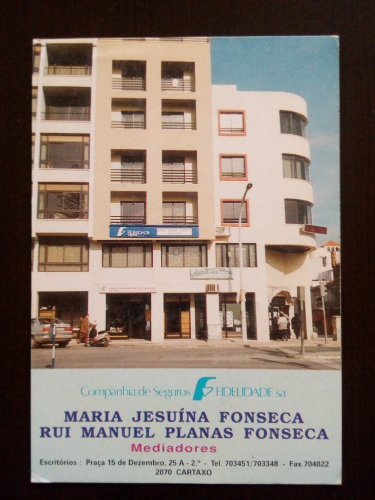 FIDELIDADE
Companhia de Seguros FIDELIDADE sa
MARIA JESUÍNA FONSECA
RUI MANUEL PLANAS FONSECA
Mediadores
Escritórios : Praça 15 de Dezembro, 25 A - 2.º - Tel. 703451/703348 - Fax 704022
2070 CARTAXO